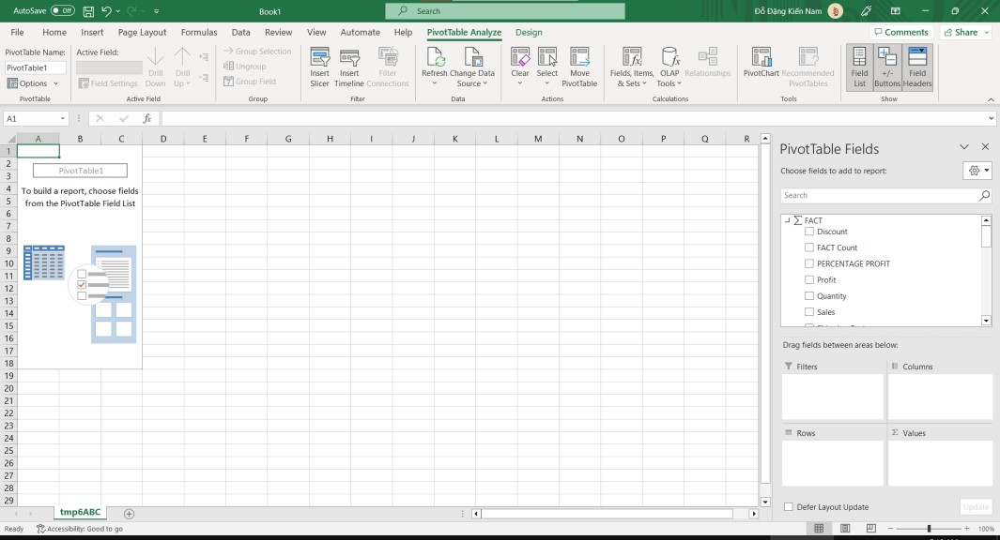 AutoSave Off Book1 Search Đỗ Đặng Kiến Nam
File Home Insert Page Layout Formulas Data Review View Automate Help PivotTable Analyze Design Comments Share
PivotTable Name:
PivotTable1
Options
PivotTable
Active Field:
Field Settings
Drill Down
Drill Up
Active Field
Group Selection
Ungroup
Group Field
Group
Insert Slicer
Insert Timeline
Filter Connections
Filter
Refresh
Change Data Source
Data
Clear
Select
Move PivotTable
Actions
Fields, Items, & Sets
OLAP Tools
Relationships
Calculations
PivotChart
Recommended PivotTables
Tools
Field List
+/- Buttons
Field Headers
Show
A1 fx
A B C D E F G H I J K L M N O P Q R
1
2
3
4
5
6
7
8
9
10
11
12
13
14
15
16
17
18
19
20
21
22
23
24
25
26
27
28
29
PivotTable1
To build a report, choose fields
from the PivotTable Field List
PivotTable Fields
Choose fields to add to report:
Search
Σ FACT
Discount
FACT Count
PERCENTAGE PROFIT
Profit
Quantity
Sales
Drag fields between areas below:
Filters
Columns
Rows
Σ Values
Defer Layout Update Update
tmp6ABC
Ready Accessibility: Good to go 100%